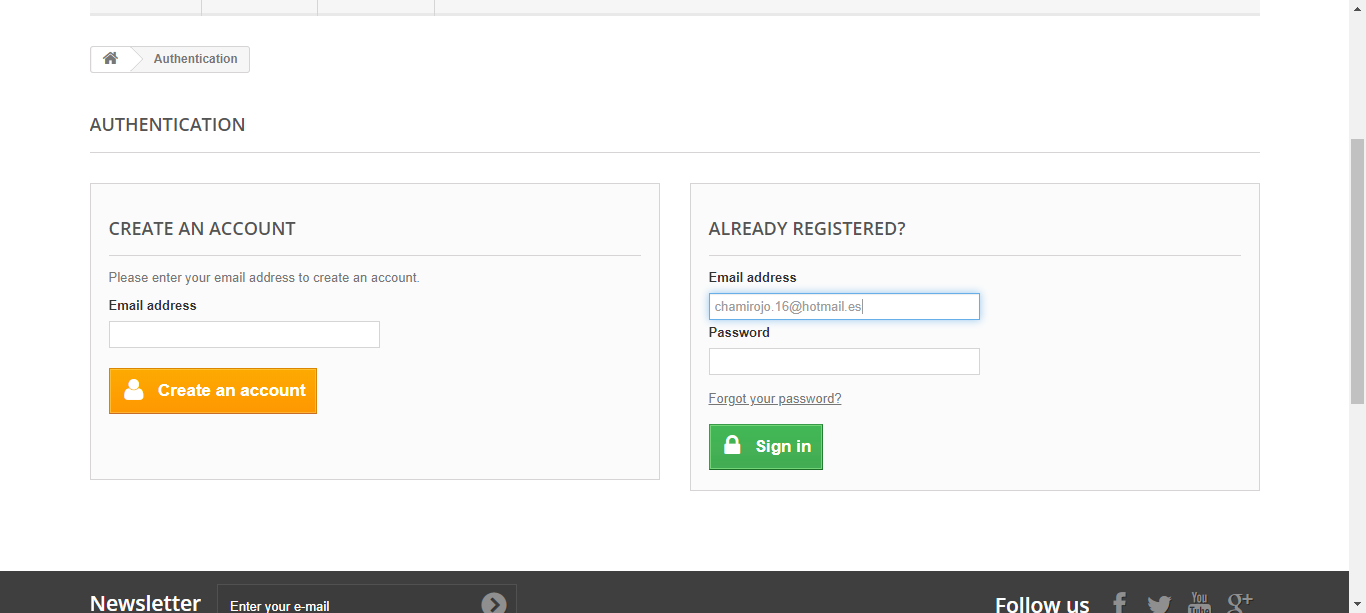 Authentication
AUTHENTICATION
CREATE AN ACCOUNT
Please enter your email address to create an account.
Email address
Create an account
ALREADY REGISTERED?
Email address
chamirojo.16@hotmail.es
Password
Forgot your password?
Sign in
Newsletter
Enter your e-mail
Follow us
You
Tube
g+